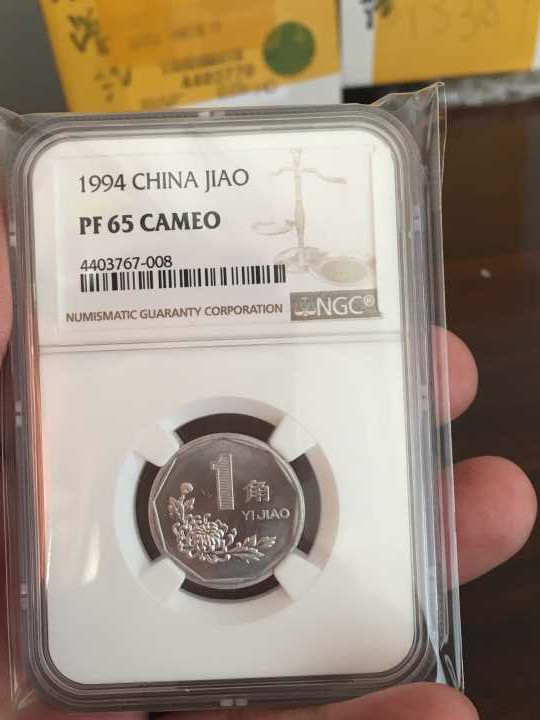 1994 CHINA JIAO
PF 65 CAMEO
4403767-008
NUMISMATIC GUARANTY CORPORATION
NGC®
1
角
YI JIAO